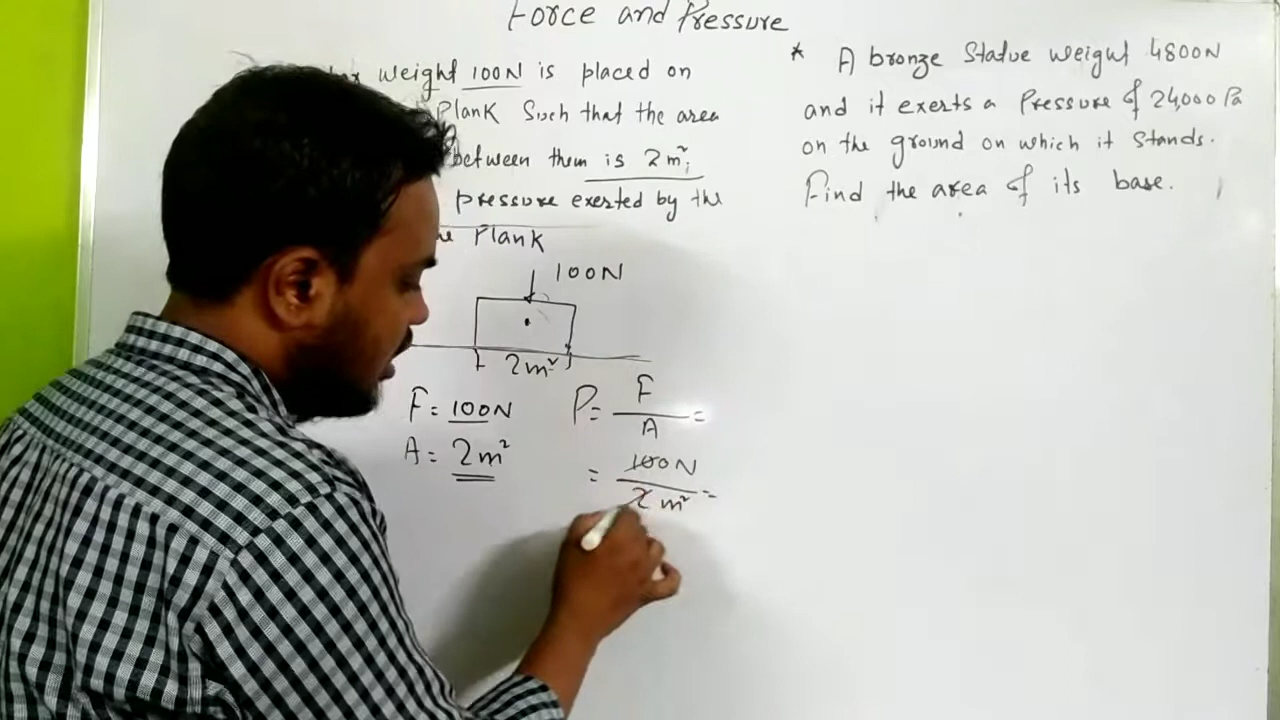 Force and Pressure
weight 100N is placed on
Plank Such that the area
between them is 2m²;
pressure exerted by the
Plank
100N
2m²
F = 100N
A = 2m²
P = F/A =
= 100N/2m² =
* A bronze Statue weight 4800N
and it exerts a Pressure of 24,000 Pa
on the ground on which it stands.
Find the area of its base.